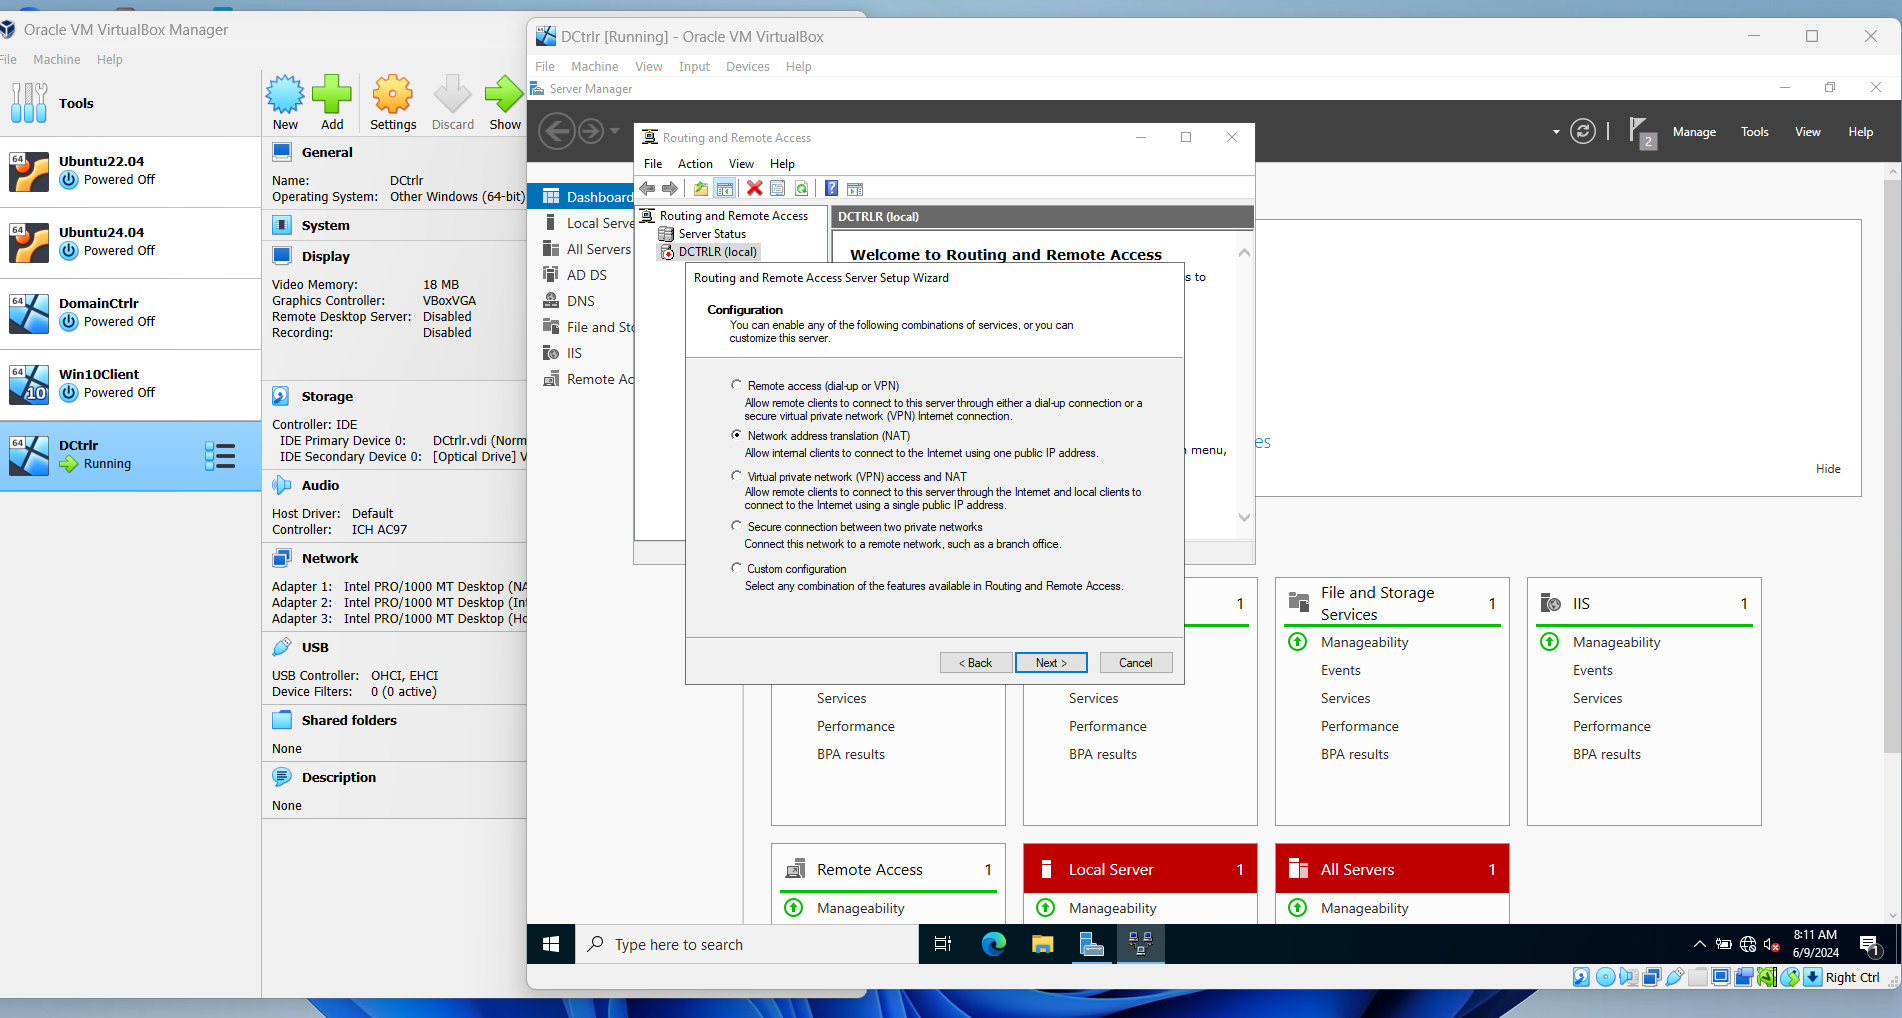 Oracle VM VirtualBox Manager
File
Machine
Help
Tools
New
Add
Settings
Discard
Show
64
Ubuntu22.04
Powered Off
64
Ubuntu24.04
Powered Off
64
DomainCtrlr
Powered Off
64
10
Win10Client
Powered Off
64
DCtrlr
Running
General
Name: DCtrlr
Operating System: Other Windows (64-bit)
System
Display
Video Memory: 18 MB
Graphics Controller: VBoxVGA
Remote Desktop Server: Disabled
Recording: Disabled
Storage
Controller: IDE
IDE Primary Device 0: DCtrlr.vdi (Norm
IDE Secondary Device 0: [Optical Drive] V
Audio
Host Driver: Default
Controller: ICH AC97
Network
Adapter 1: Intel PRO/1000 MT Desktop (NA
Adapter 2: Intel PRO/1000 MT Desktop (Int
Adapter 3: Intel PRO/1000 MT Desktop (Ho
USB
USB Controller: OHCI, EHCI
Device Filters: 0 (0 active)
Shared folders
None
Description
None
DCtrlr [Running] - Oracle VM VirtualBox
File
Machine
View
Input
Devices
Help
Server Manager
2
Manage
Tools
View
Help
Dashboard
Local Serve
All Servers
AD DS
DNS
File and Sto
IIS
Remote Ac
Routing and Remote Access
File
Action
View
Help
Routing and Remote Access
Server Status
DCTRLR (local)
DCTRLR (local)
Welcome to Routing and Remote Access
s to
menu,
es
Hide
Routing and Remote Access Server Setup Wizard
Configuration
You can enable any of the following combinations of services, or you can
customize this server.
Remote access (dial-up or VPN)
Allow remote clients to connect to this server through either a dial-up connection or a
secure virtual private network (VPN) Internet connection.
Network address translation (NAT)
Allow internal clients to connect to the Internet using one public IP address.
Virtual private network (VPN) access and NAT
Allow remote clients to connect to this server through the Internet and local clients to
connect to the Internet using a single public IP address.
Secure connection between two private networks
Connect this network to a remote network, such as a branch office.
Custom configuration
Select any combination of the features available in Routing and Remote Access.
< Back
Next >
Cancel
Services
Performance
BPA results
1
Services
Performance
BPA results
File and Storage
Services
1
Manageability
Events
Services
Performance
BPA results
IIS
1
Manageability
Events
Services
Performance
BPA results
Remote Access 1
Manageability
Local Server 1
Manageability
All Servers 1
Manageability
Type here to search
8:11 AM
6/9/2024
1
Right Ctrl